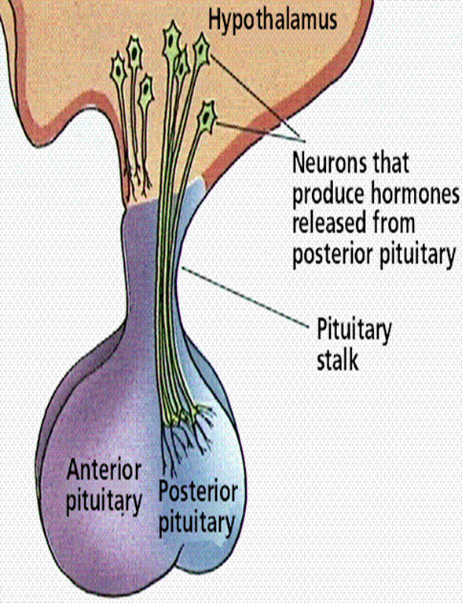 Hypothalamus
Neurons that
produce hormones
released from
posterior pituitary
Pituitary
stalk
Anterior
pituitary
Posterior
pituitary